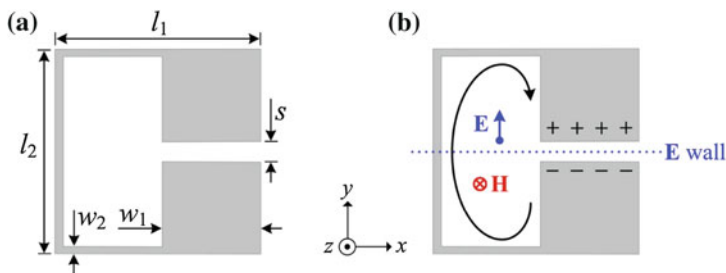 (a)
l₁
l₂
s
w₂
w₁
(b)
E
E wall
H
+ + + +
− − − −
y
z
x